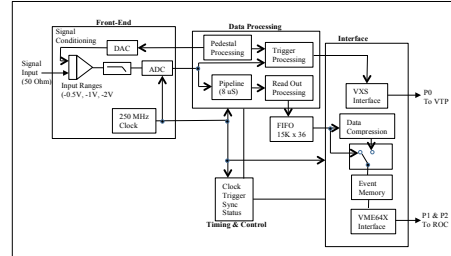 Front-End
Signal
Conditioning
DAC
Signal
Input
(50 Ohm)
ADC
Input Ranges
(-0.5V, -1V, -2V)
250 MHz
Clock
Data Processing
Pedestal
Processing
Trigger
Processing
Pipeline
(8 uS)
Read Out
Processing
FIFO
15K x 36
Clock
Trigger
Sync
Status
Timing & Control
Interface
VXS
Interface
P0
To VTP
Data
Compression
Event
Memory
VME64X
Interface
P1 & P2
To ROC